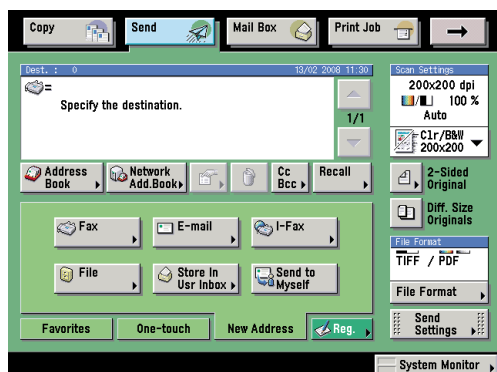 Copy
Send
Mail Box
Print Job
Dest. : 0
13/02 2008 11:30
=
Specify the destination.
1/1
Address
Book
Network
Add.Book
Cc
Bcc
Recall
Fax
E-mail
I-Fax
File
Store In
Usr Inbox
Send to
Myself
Favorites
One-touch
New Address
Reg.
Scan Settings
200x200 dpi
/ 100 %
Auto
Clr/B&W
200x200
2-Sided
Original
Diff. Size
Originals
File Format
TIFF / PDF
File Format
Send
Settings
System Monitor